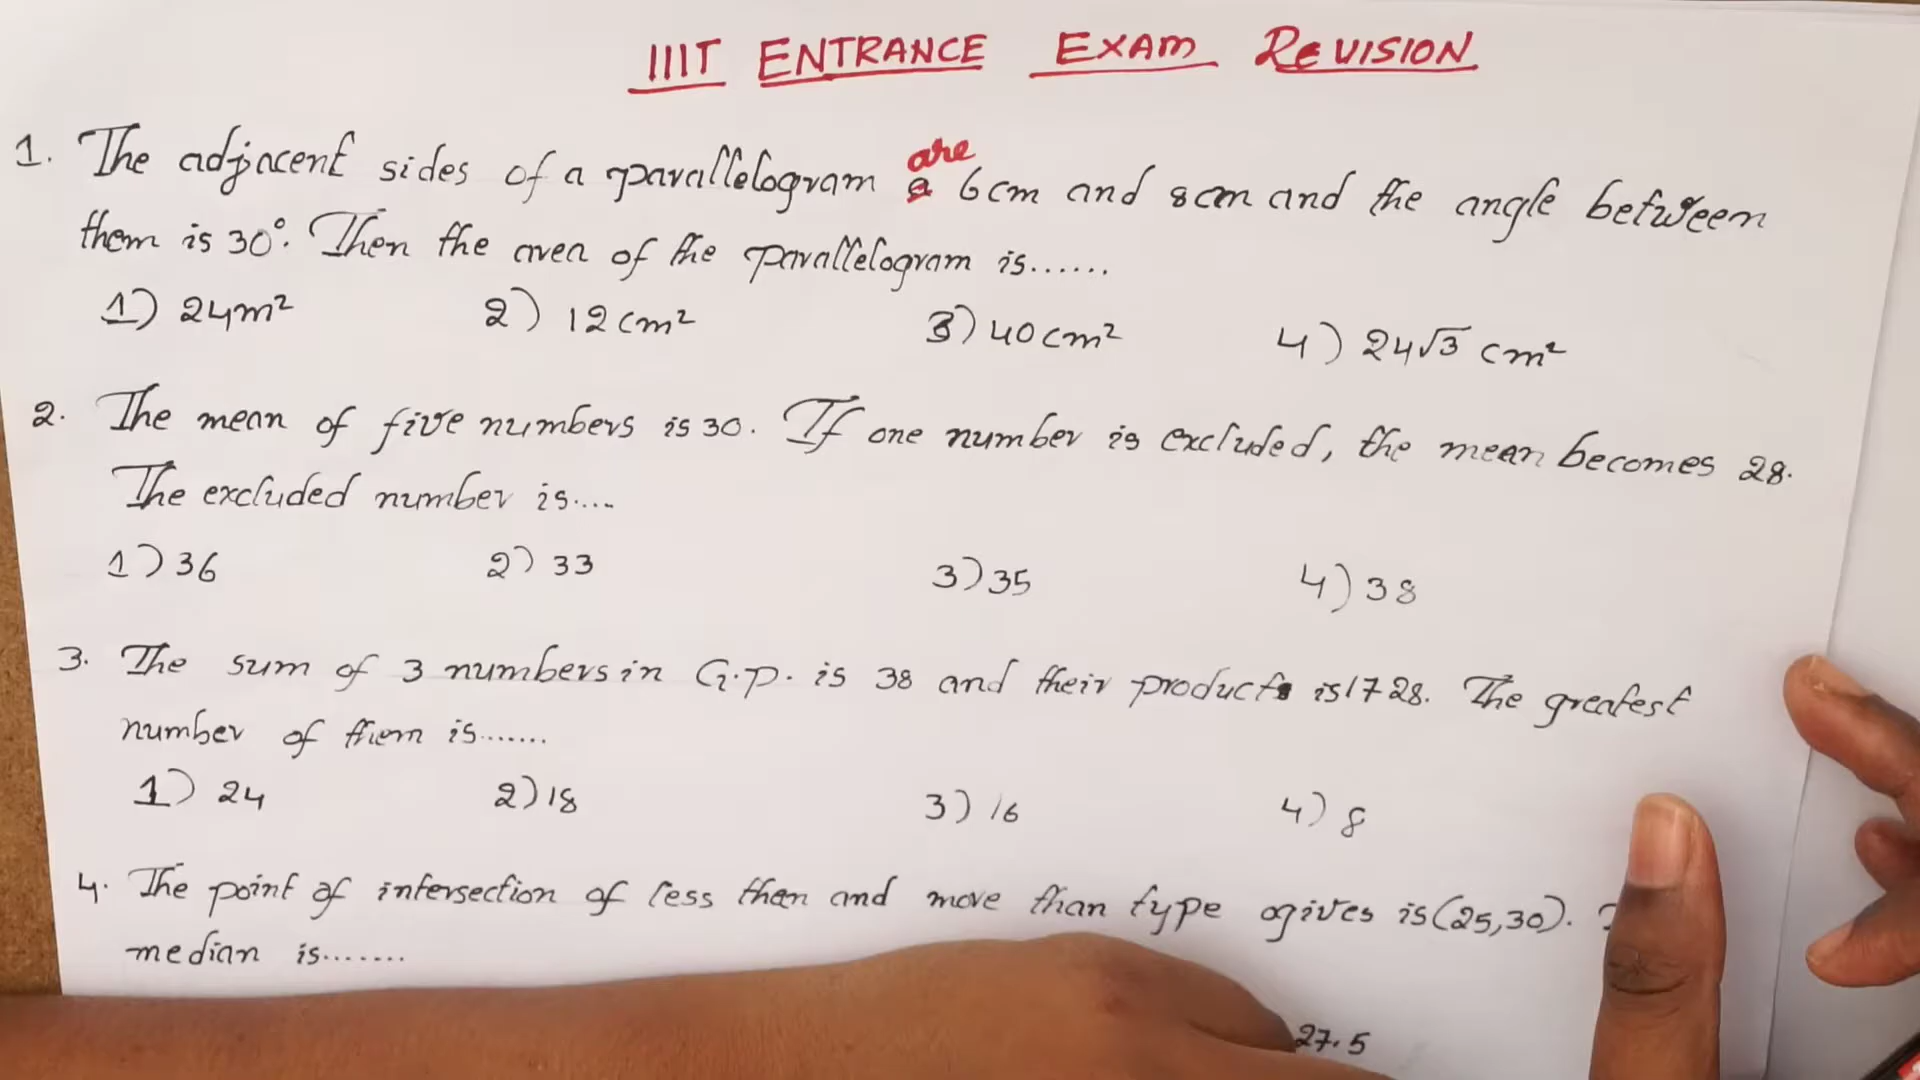 IIIT ENTRANCE EXAM REVISION
1. The adjacent sides of a parallelogram are 6cm and 8cm and the angle between
them is 30°. Then the area of the parallelogram is......
1) 24m² 2) 12cm² 3) 40cm² 4) 24√3 cm²
2. The mean of five numbers is 30. If one number is excluded, the mean becomes 28.
The excluded number is....
1) 36 2) 33 3) 35 4) 38
3. The sum of 3 numbers in G.P. is 38 and their product is 1728. The greatest
number of them is.......
1) 24 2) 18 3) 16 4) 8
4. The point of intersection of less then and more than type ogives is (25,30).
median is.......
27.5